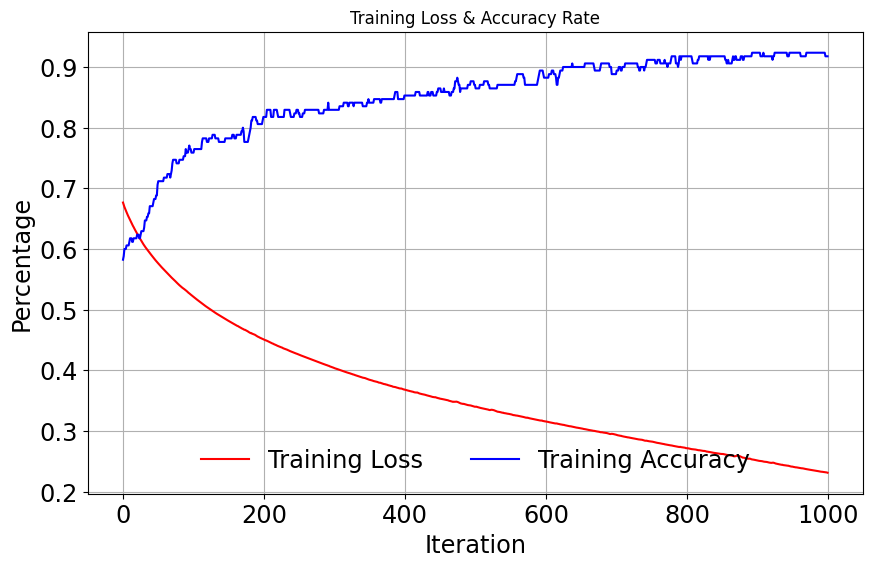 Training Loss & Accuracy Rate
Percentage
0.9
0.8
0.7
0.6
0.5
0.4
0.3
0.2
Training Loss Training Accuracy
0 200 400 600 800 1000
Iteration